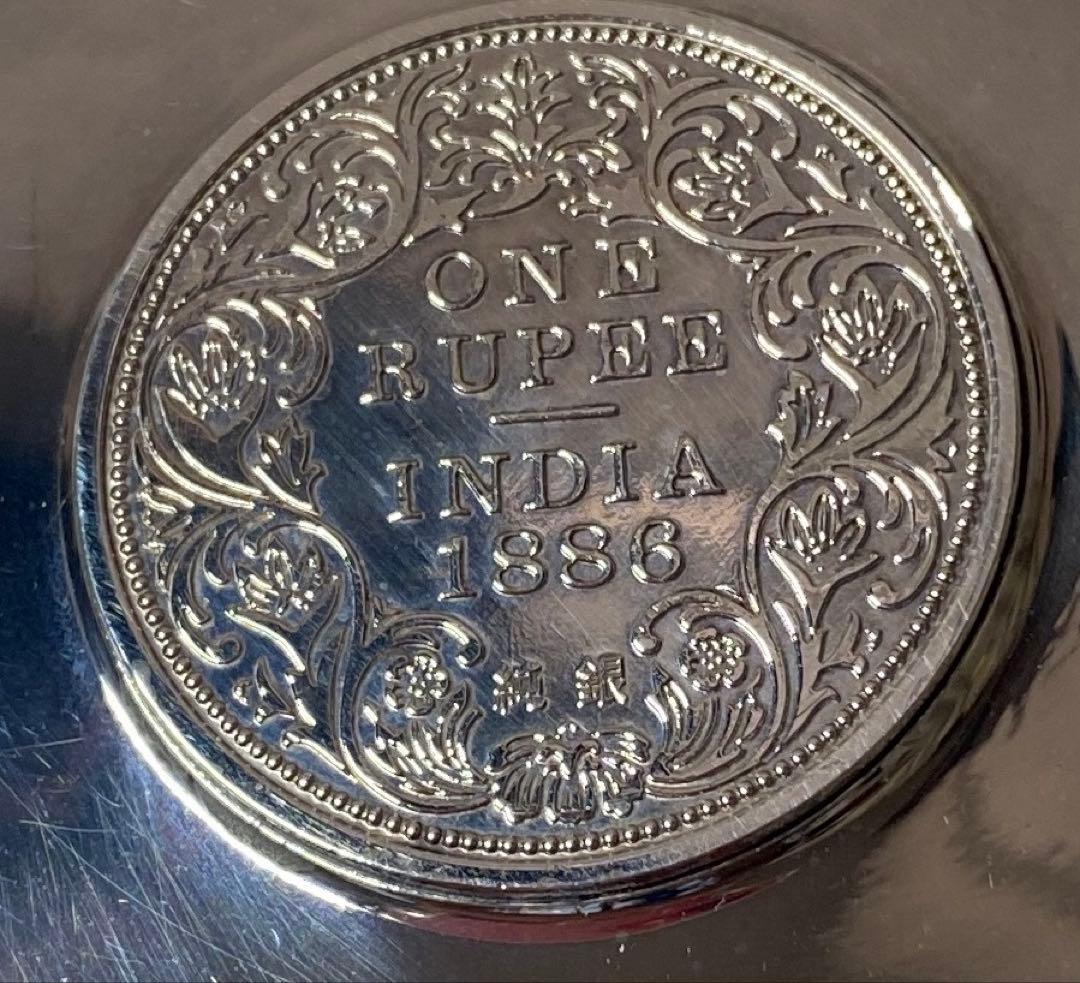 ONE
RUPEE
INDIA
1886
純銀